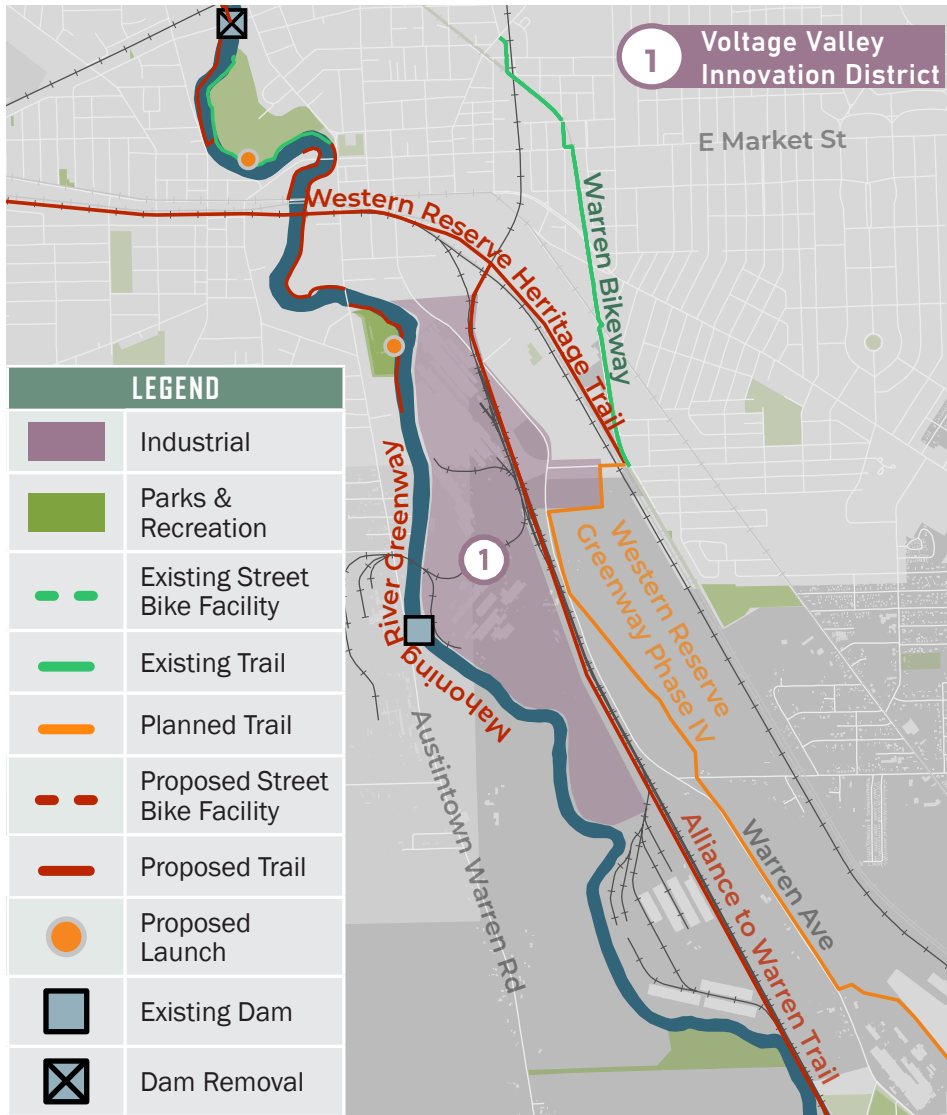 1
Voltage Valley
Innovation District
E Market St
Warren Bikeway
Western Reserve Herritage Trail
LEGEND
Industrial
Parks &
Recreation
Existing Street
Bike Facility
Existing Trail
Planned Trail
Proposed Street
Bike Facility
Proposed Trail
Proposed
Launch
Existing Dam
Dam Removal
Mahoning River Greenway
1
Western Reserve
Greenway Phase IV
Austintown Warren Rd
Warren Ave
Alliance to Warren Trail